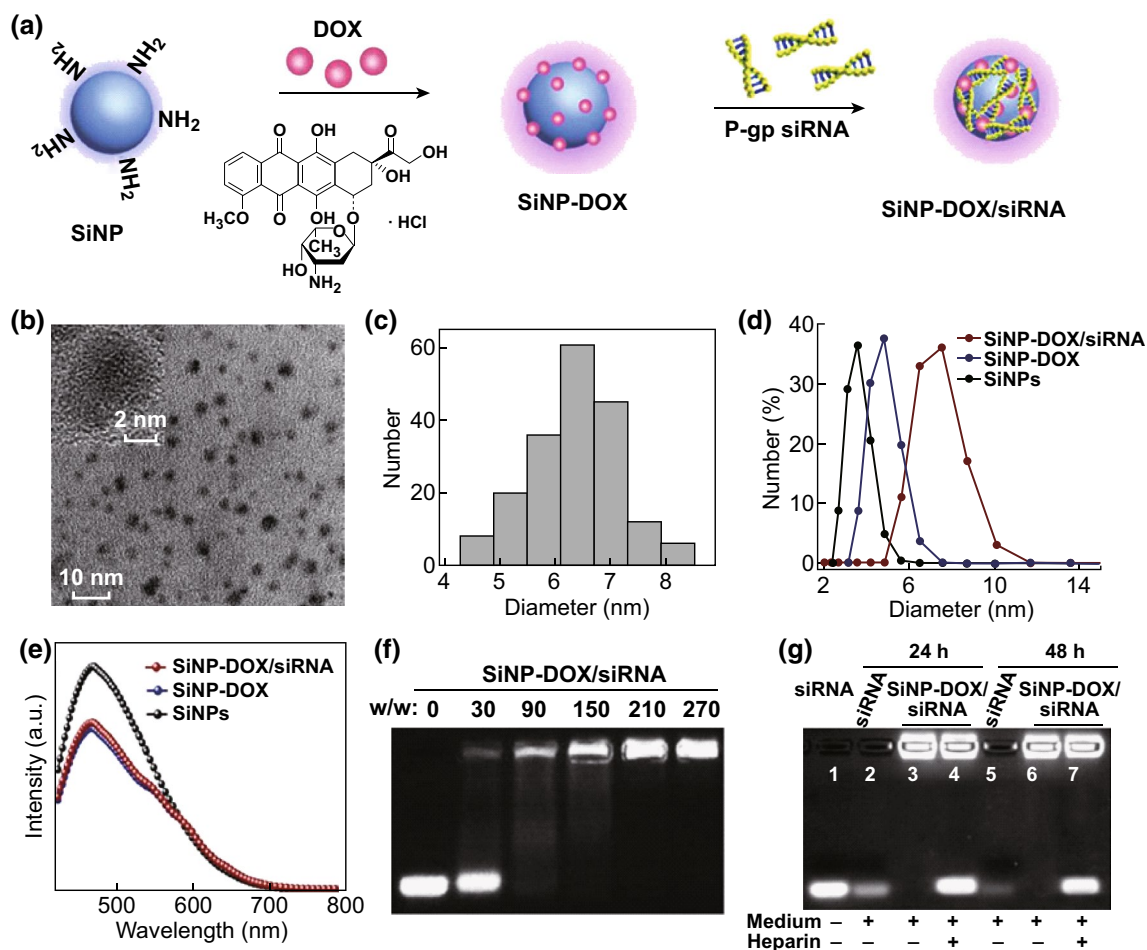 (a)
NH2
NH2
NH2
NH2
NH2
SiNP
DOX
O
OH
O
OH
OH
H3CO
O
OH
O
O
CH3
HO
NH2
· HCl
SiNP-DOX
P-gp siRNA
SiNP-DOX/siRNA
(b)
2 nm
10 nm
(c)
60
40
20
0
Number
4 5 6 7 8
Diameter (nm)
(d)
40
30
20
10
0
Number (%)
SiNP-DOX/siRNA
SiNP-DOX
SiNPs
2 6 10 14
Diameter (nm)
(e)
Intensity (a.u.)
SiNP-DOX/siRNA
SiNP-DOX
SiNPs
500 600 700 800
Wavelength (nm)
(f)
SiNP-DOX/siRNA
w/w: 0 30 90 150 210 270
(g)
24 h 48 h
siRNA siRNA SiNP-DOX/ siRNA siRNA SiNP-DOX/ siRNA
1 2 3 4 5 6 7
Medium – + + + + + +
Heparin – – – + – – +